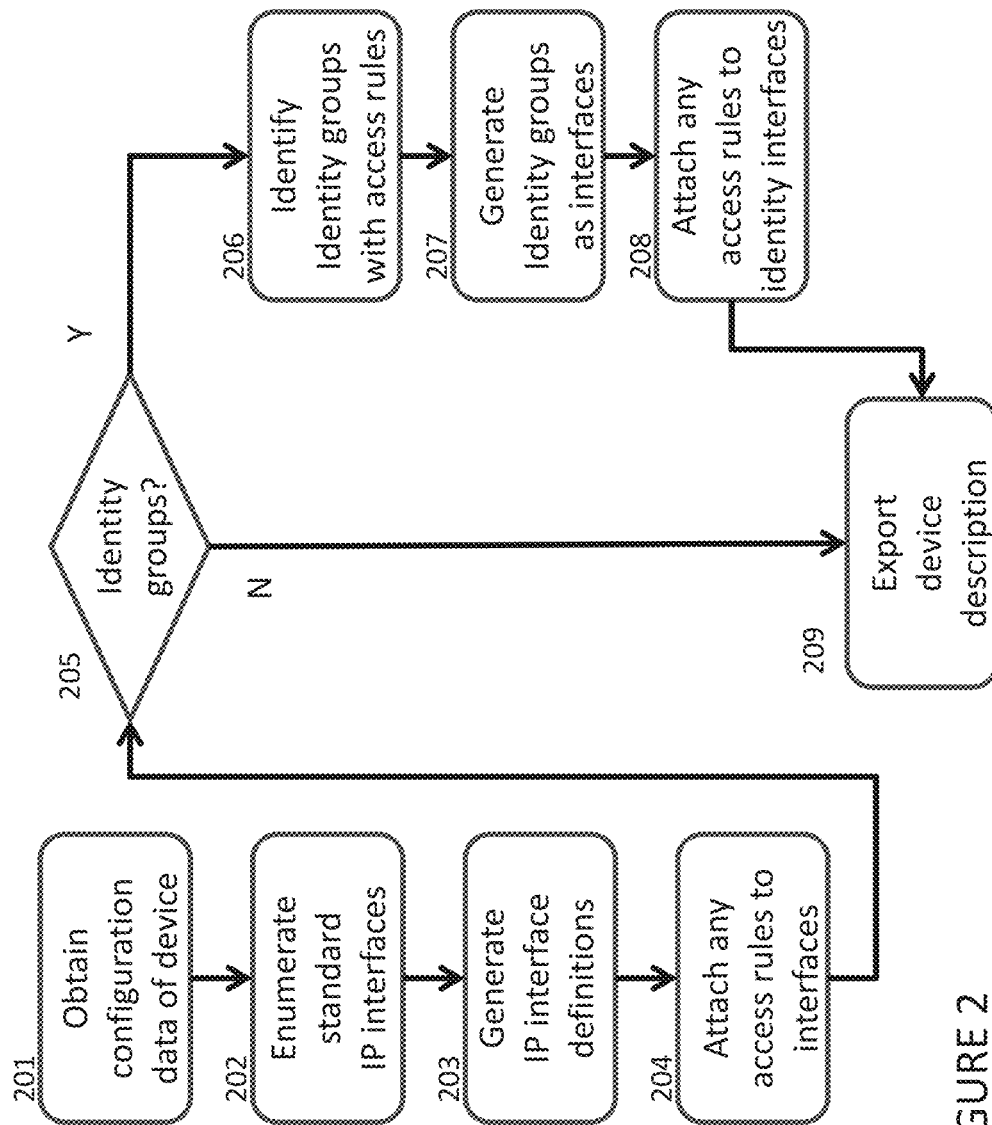 201
Obtain
configuration
data of device
202
Enumerate
standard
IP interfaces
203
Generate
IP interface
definitions
204
Attach any
access rules to
interfaces
205
Identity
groups?
Y
N
206
Identify
Identity groups
with access rules
207
Generate
Identity groups
as interfaces
208
Attach any
access rules to
identity interfaces
209
Export
device
description
GURE 2